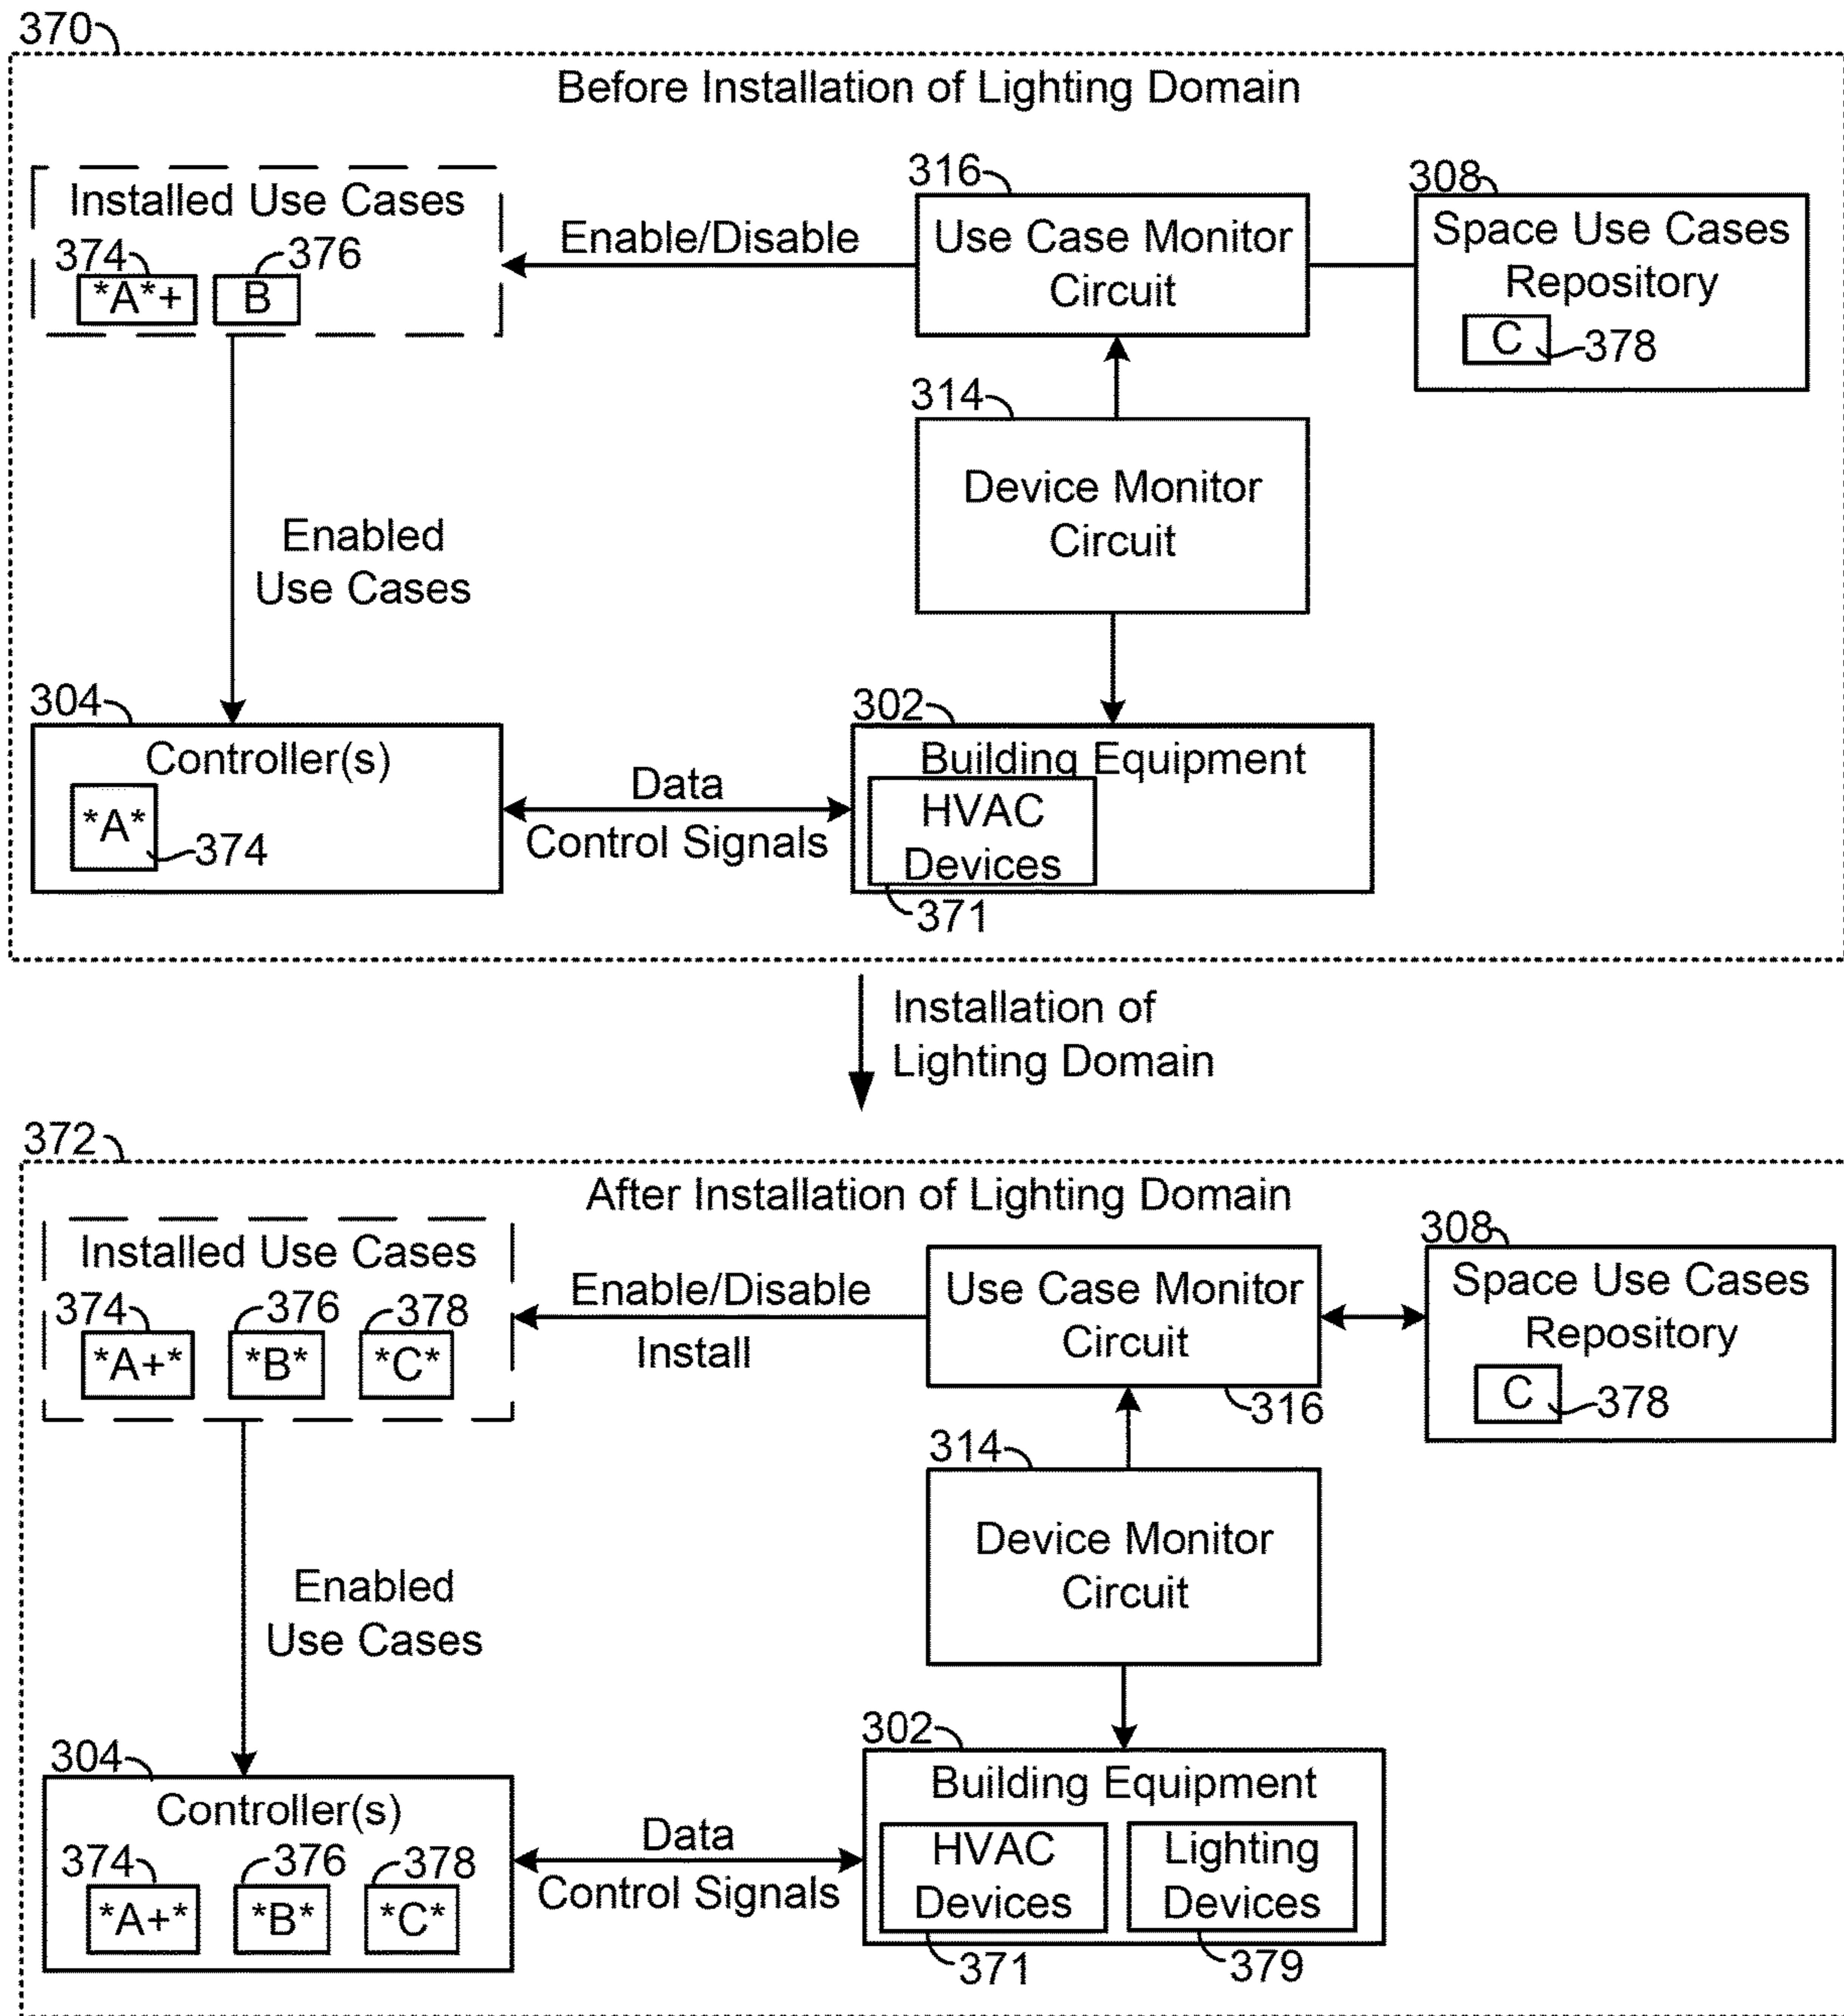 370
Before Installation of Lighting Domain
Installed Use Cases
374
376
*A*+
B
Enable/Disable
316
Use Case Monitor
Circuit
308
Space Use Cases
Repository
C
378
314
Device Monitor
Circuit
Enabled
Use Cases
304
Controller(s)
*A*
374
Data
Control Signals
302
Building Equipment
HVAC
Devices
371
Installation of
Lighting Domain
372
After Installation of Lighting Domain
Installed Use Cases
374
376
378
*A+*
*B*
*C*
Enable/Disable
Install
Use Case Monitor
Circuit
316
308
Space Use Cases
Repository
C
378
314
Device Monitor
Circuit
Enabled
Use Cases
304
Controller(s)
374
376
378
*A+*
*B*
*C*
Data
Control Signals
302
Building Equipment
HVAC
Devices
Lighting
Devices
371
379